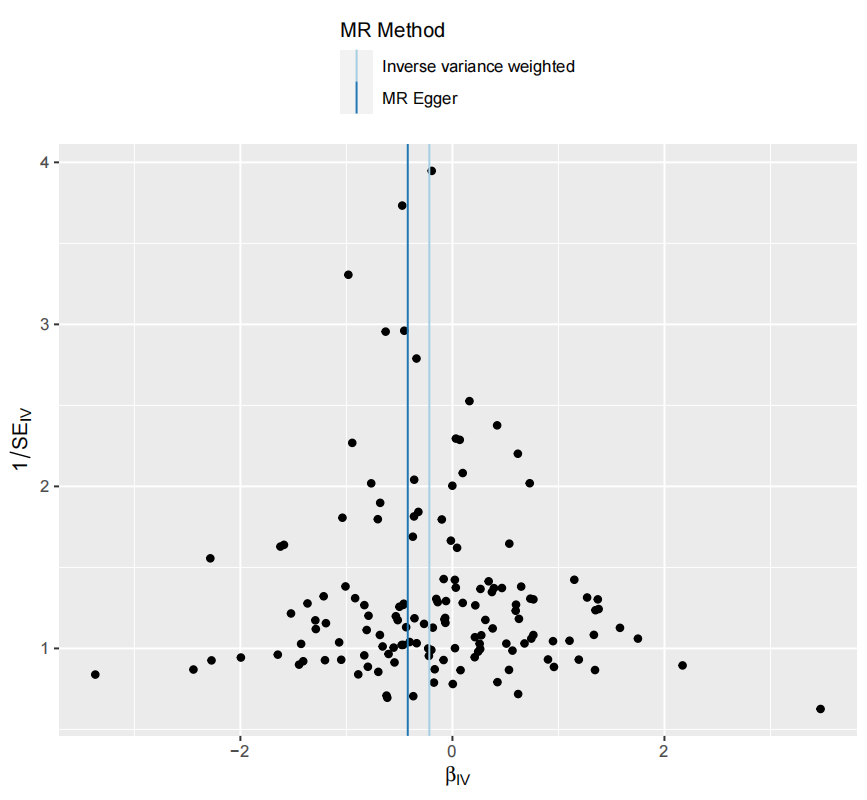 MR Method
Inverse variance weighted
MR Egger
4
3
2
1
1/SE_IV
−2
0
2
β_IV